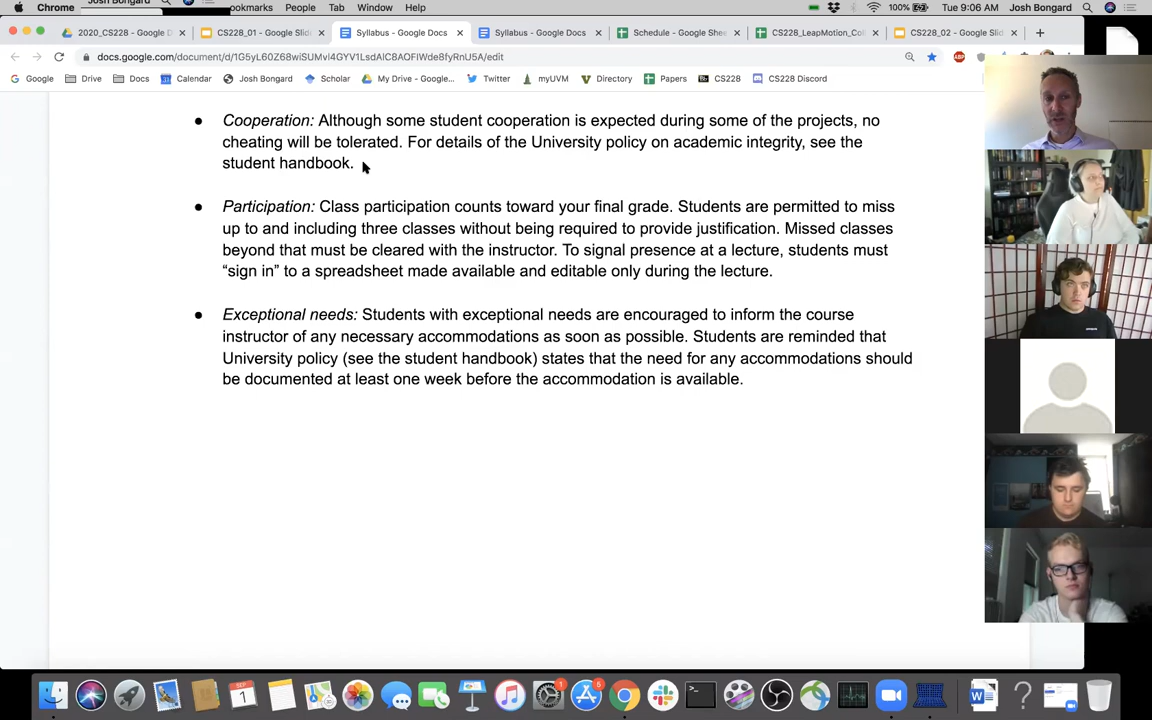 Chrome ookmarks People Tab Window Help 100% Tue 9:06 AM Josh Bongard
2020_CS228 - Google D CS228_01 - Google Slid Syllabus - Google Docs Syllabus - Google Docs Schedule - Google Shee CS228_LeapMotion_Col CS228_02 - Google Slid
docs.google.com/document/d/1G5yL60Z68wiSUMvl4GYV1LsdAlC8AOFIWde8fyRnU5A/edit
Google Drive Docs Calendar Josh Bongard Scholar My Drive - Google... Twitter myUVM Directory Papers CS228 CS228 Discord
● Cooperation: Although some student cooperation is expected during some of the projects, no
cheating will be tolerated. For details of the University policy on academic integrity, see the
student handbook.
● Participation: Class participation counts toward your final grade. Students are permitted to miss
up to and including three classes without being required to provide justification. Missed classes
beyond that must be cleared with the instructor. To signal presence at a lecture, students must
“sign in” to a spreadsheet made available and editable only during the lecture.
● Exceptional needs: Students with exceptional needs are encouraged to inform the course
instructor of any necessary accommodations as soon as possible. Students are reminded that
University policy (see the student handbook) states that the need for any accommodations should
be documented at least one week before the accommodation is available.